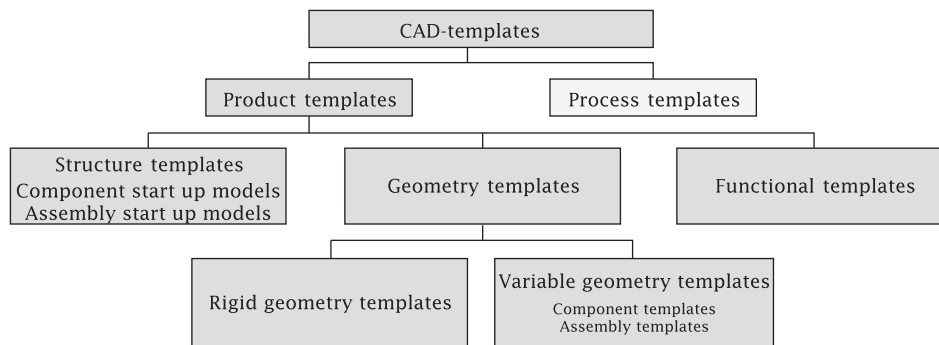 CAD-templates
Product templates
Process templates
Structure templates
Component start up models
Assembly start up models
Geometry templates
Functional templates
Rigid geometry templates
Variable geometry templates
Component templates
Assembly templates